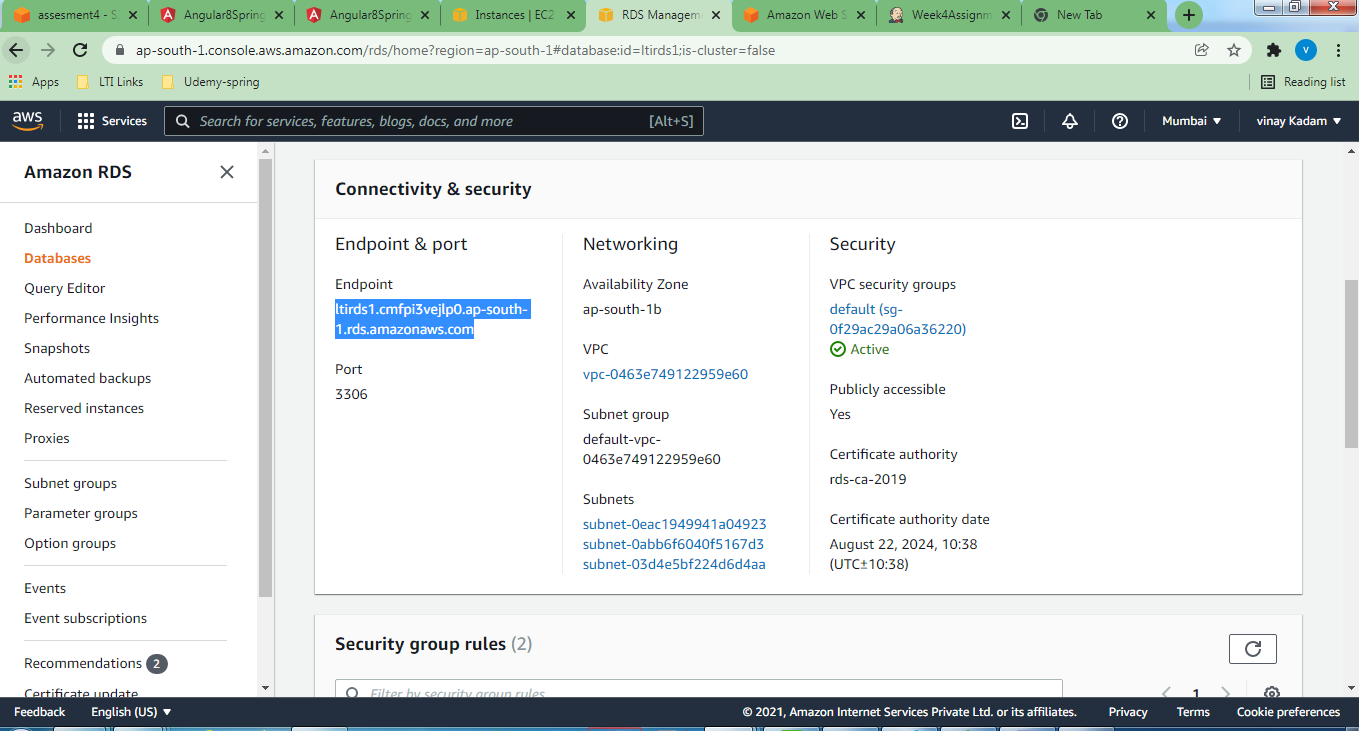 assesment4 - S
Angular8Spring
Angular8Spring
Instances | EC2
RDS Managem
Amazon Web S
Week4Assignm
New Tab
ap-south-1.console.aws.amazon.com/rds/home?region=ap-south-1#database:id=ltirds1;is-cluster=false
V
Apps
LTI Links
Udemy-spring
Reading list
aws
Services
Search for services, features, blogs, docs, and more
[Alt+S]
Mumbai
vinay Kadam
Amazon RDS
Dashboard
Databases
Query Editor
Performance Insights
Snapshots
Automated backups
Reserved instances
Proxies
Subnet groups
Parameter groups
Option groups
Events
Event subscriptions
Recommendations 2
Certificate update
Connectivity & security
Endpoint & port
Endpoint
ltirds1.cmfpi3vejlp0.ap-south-
1.rds.amazonaws.com
Port
3306
Networking
Availability Zone
ap-south-1b
VPC
vpc-0463e749122959e60
Subnet group
default-vpc-
0463e749122959e60
Subnets
subnet-0eac1949941a04923
subnet-0abb6f6040f5167d3
subnet-03d4e5bf224d6d4aa
Security
VPC security groups
default (sg-
0f29ac29a06a36220)
Active
Publicly accessible
Yes
Certificate authority
rds-ca-2019
Certificate authority date
August 22, 2024, 10:38
(UTC±10:38)
Security group rules (2)
Filter by security group rules
1
Feedback
English (US)
© 2021, Amazon Internet Services Private Ltd. or its affiliates.
Privacy
Terms
Cookie preferences